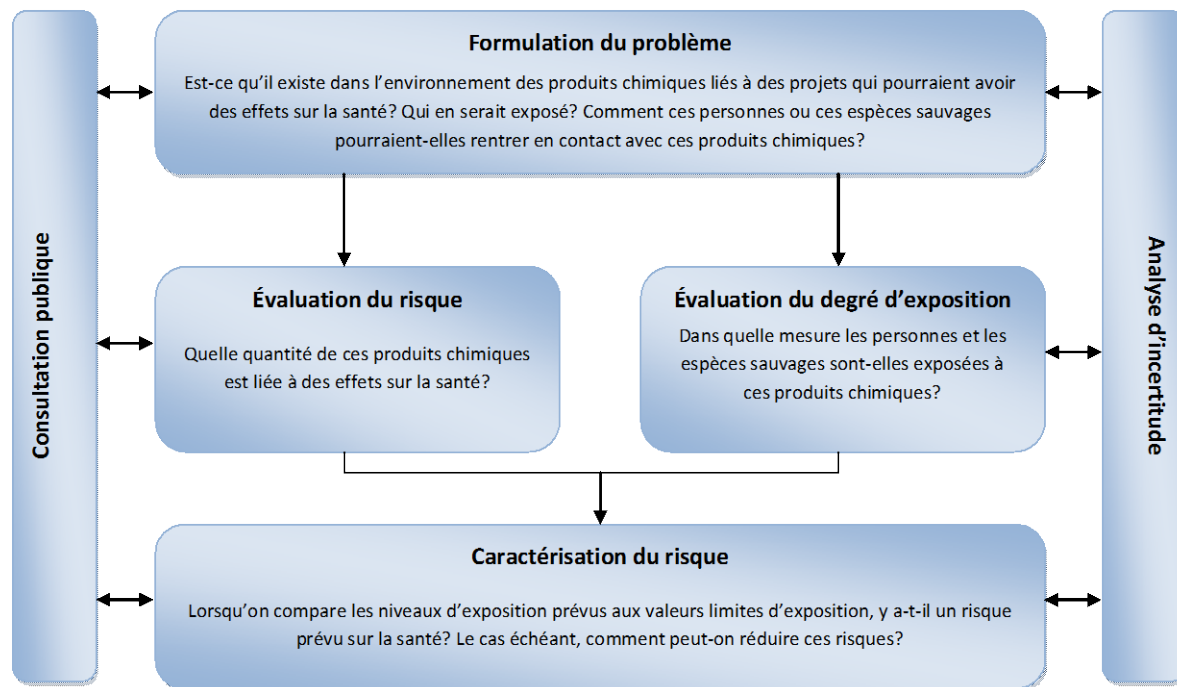 Consultation publique
Formulation du problème
Est-ce qu'il existe dans l'environnement des produits chimiques liés à des projets qui pourraient avoir
des effets sur la santé? Qui en serait exposé? Comment ces personnes ou ces espèces sauvages
pourraient-elles rentrer en contact avec ces produits chimiques?
Évaluation du risque
Quelle quantité de ces produits chimiques
est liée à des effets sur la santé?
Évaluation du degré d'exposition
Dans quelle mesure les personnes et les
espèces sauvages sont-elles exposées à
ces produits chimiques?
Caractérisation du risque
Lorsqu'on compare les niveaux d'exposition prévus aux valeurs limites d'exposition, y a-t-il un risque
prévu sur la santé? Le cas échéant, comment peut-on réduire ces risques?
Analyse d'incertitude